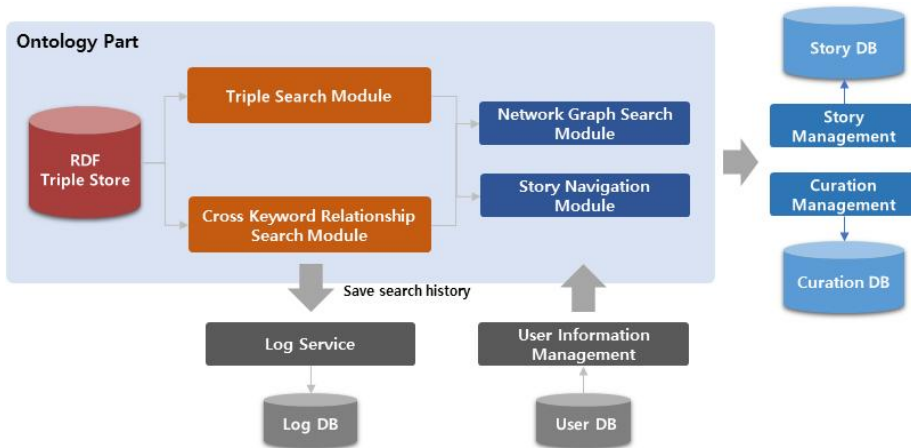 Ontology Part
Story DB
Triple Search Module
Network Graph Search
Module
Story
Management
RDF
Triple Store
Story Navigation
Module
Curation
Management
Cross Keyword Relationship
Search Module
Curation DB
Save search history
Log Service
User Information
Management
Log DB
User DB